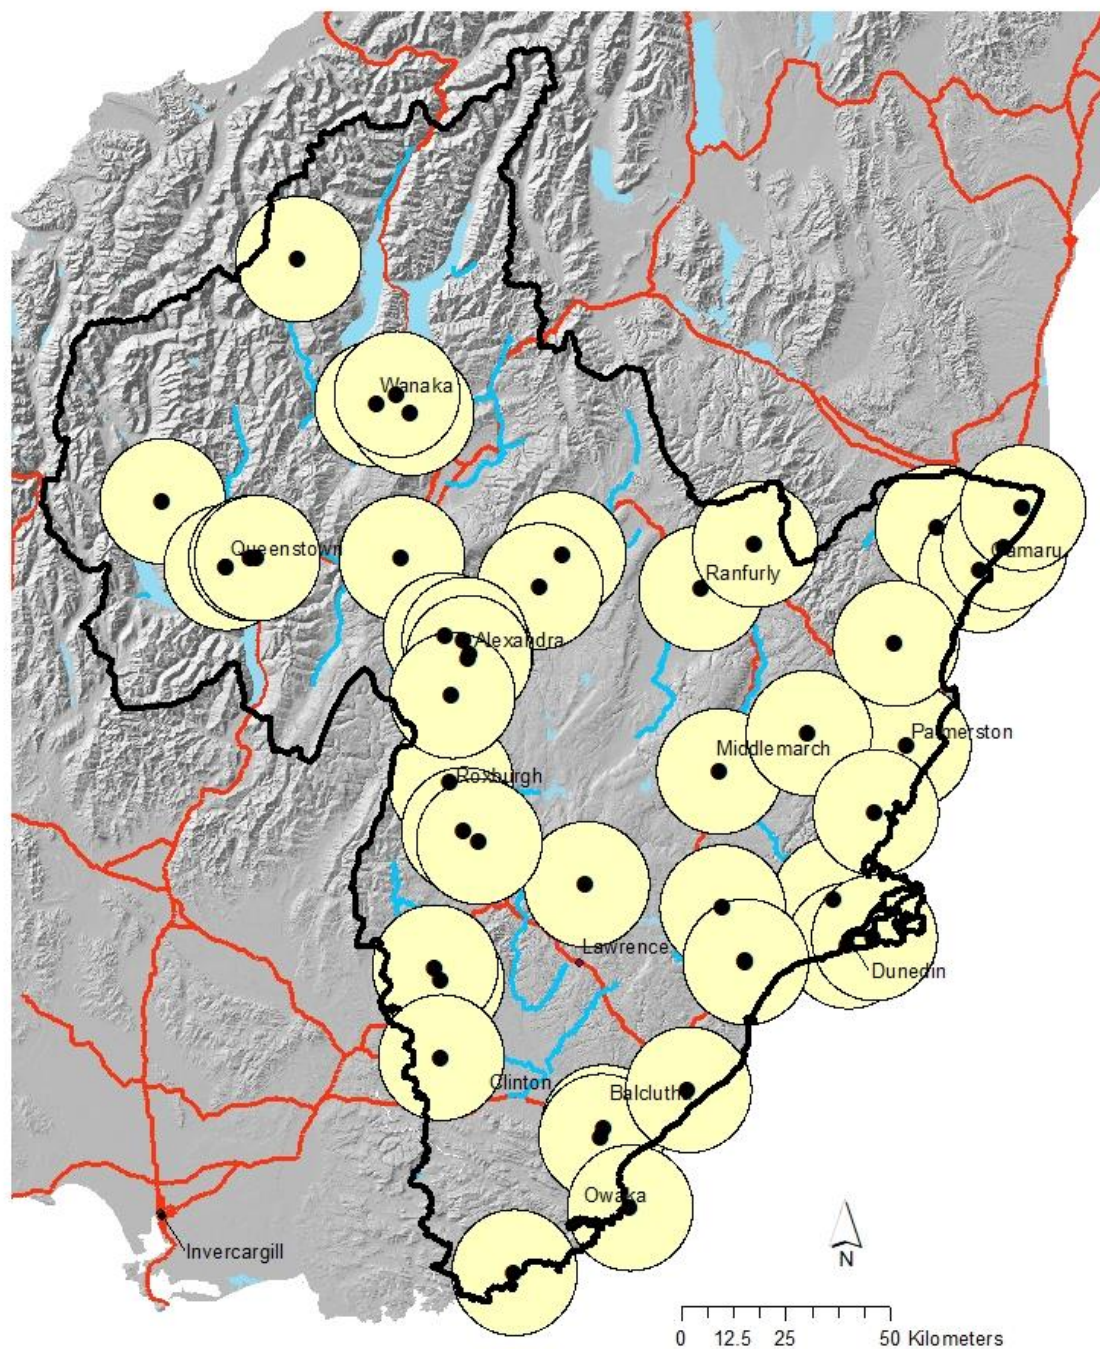 Wanaka
Queenstown
Oamaru
Ranfurly
Alexandra
Palmerston
Middlemarch
Roxburgh
Lawrence
Dunedin
Clinton
Balclutha
Owaka
Invercargill
N
0 12.5 25 50 Kilometers